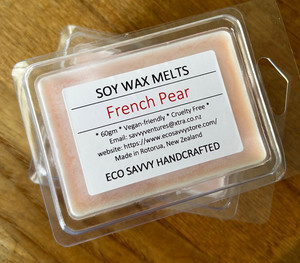 SOY WAX MELTS
French Pear
* 60gm * Vegan-friendly * Cruelty Free *
Email: savvyventures@xtra.co.nz
website: https://www.ecosavvystore.com/
Made in Rotorua, New Zealand
ECO SAVVY HANDCRAFTED